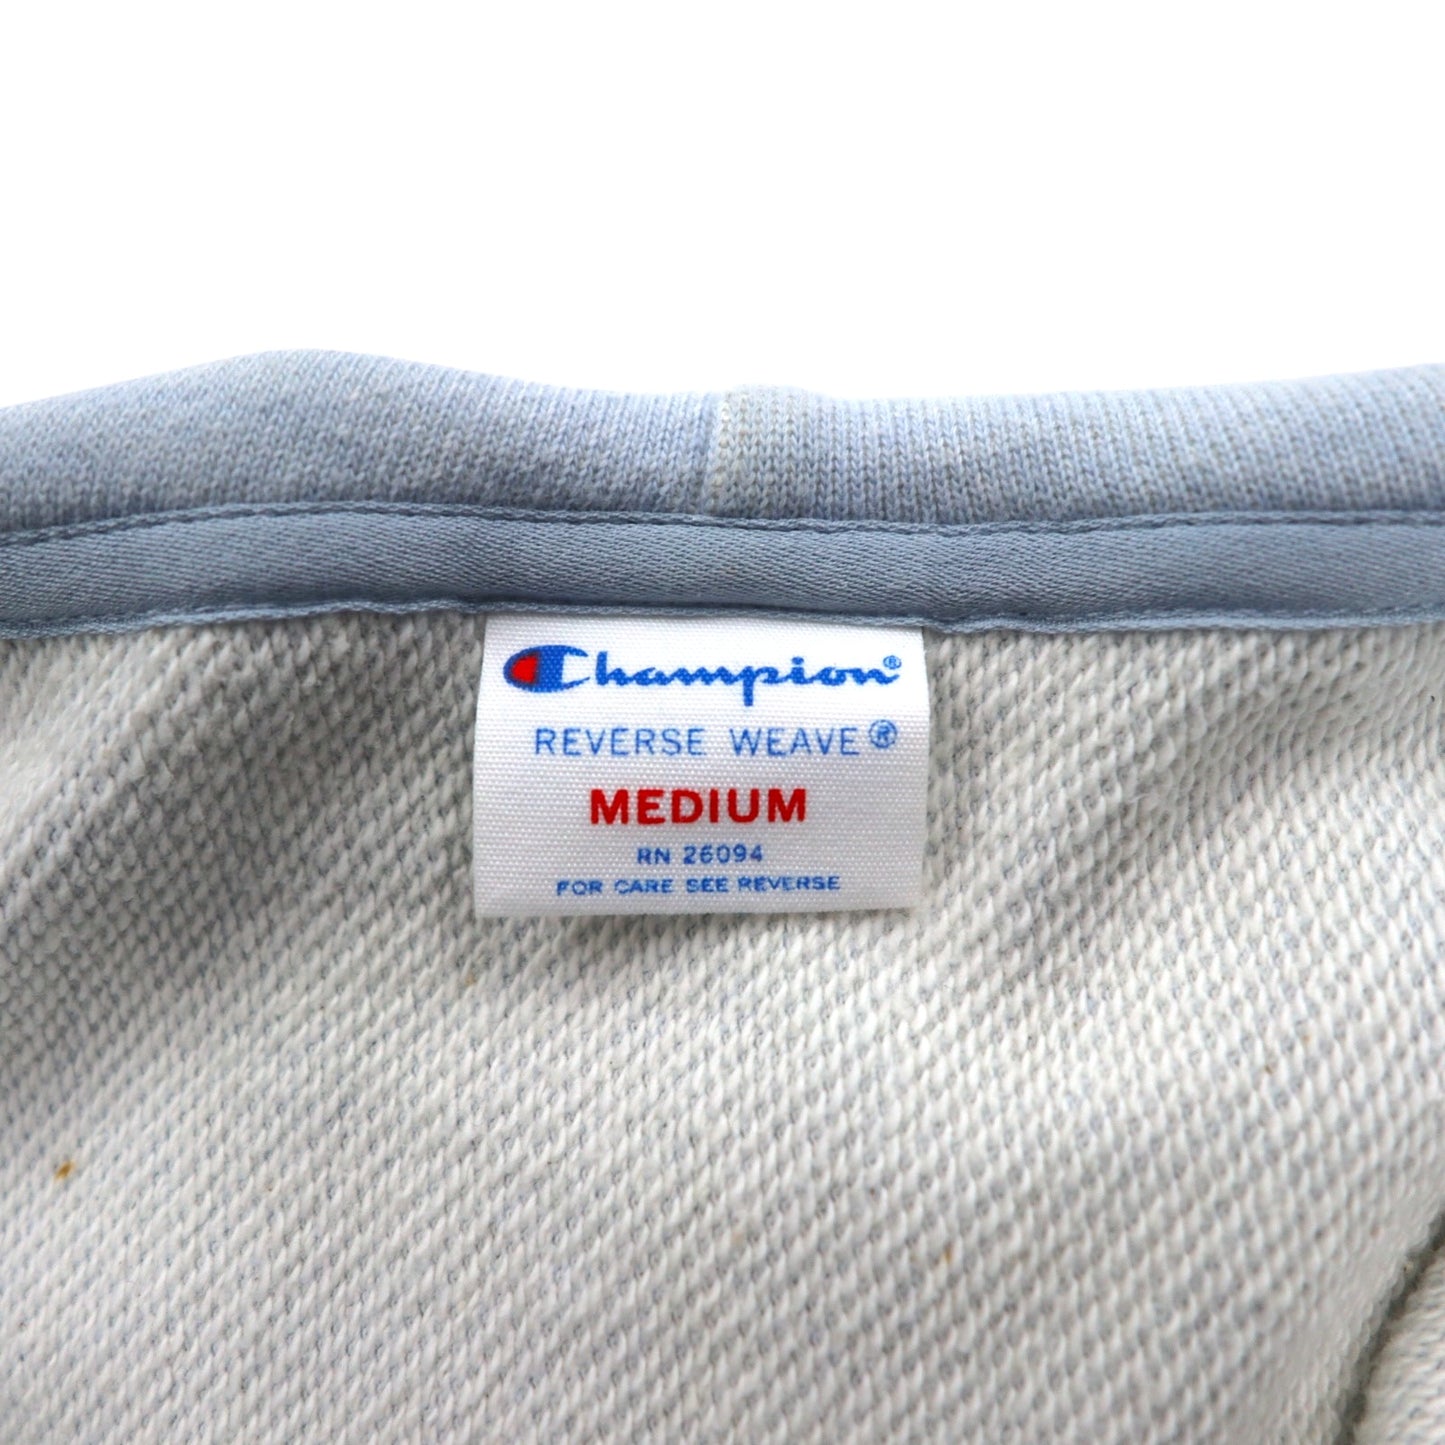 Champion®
REVERSE WEAVE®
MEDIUM
RN 26094
FOR CARE SEE REVERSE